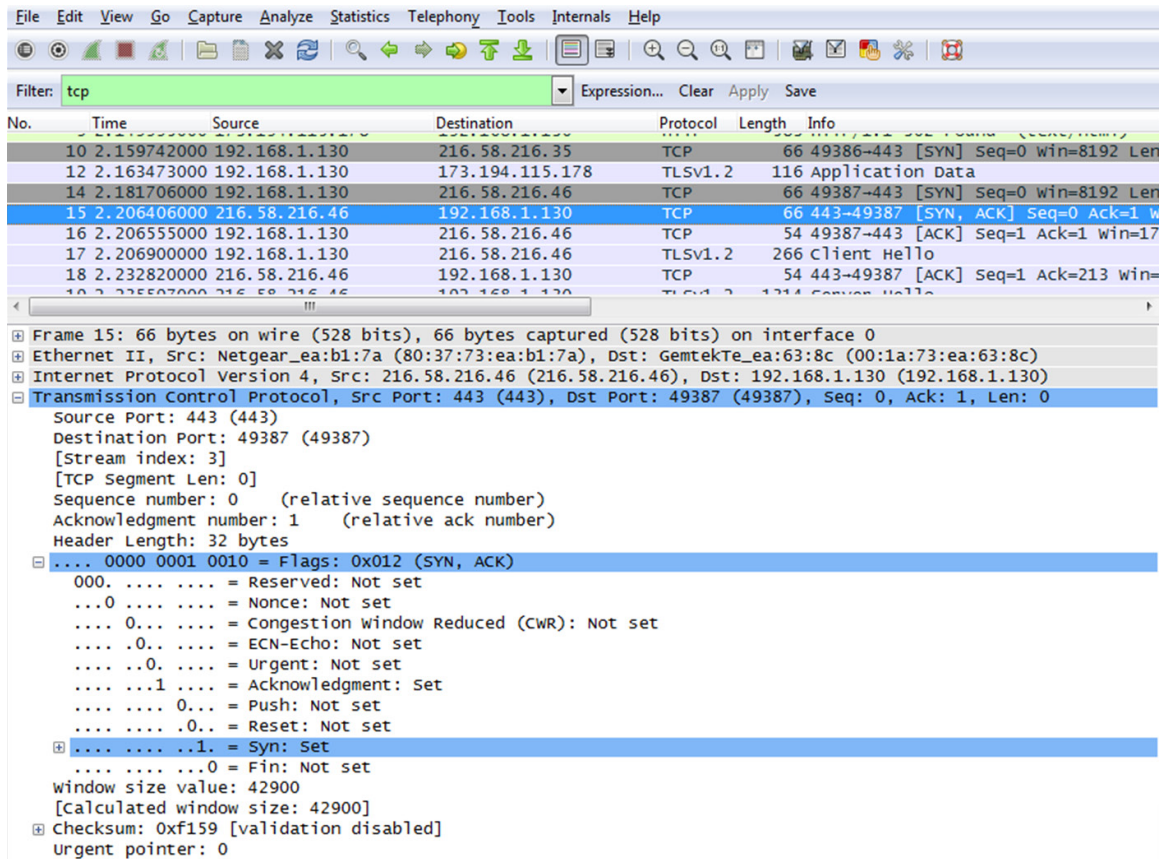 File Edit View Go Capture Analyze Statistics Telephony Tools Internals Help
Filter: tcp Expression... Clear Apply Save
No. Time Source Destination Protocol Length Info
10 2.159742000 192.168.1.130 216.58.216.35 TCP 66 49386→443 [SYN] Seq=0 Win=8192 Len
12 2.163473000 192.168.1.130 173.194.115.178 TLSv1.2 116 Application Data
14 2.181706000 192.168.1.130 216.58.216.46 TCP 66 49387→443 [SYN] Seq=0 Win=8192 Len
15 2.206406000 216.58.216.46 192.168.1.130 TCP 66 443→49387 [SYN, ACK] Seq=0 Ack=1 W
16 2.206555000 192.168.1.130 216.58.216.46 TCP 54 49387→443 [ACK] Seq=1 Ack=1 Win=17
17 2.206900000 192.168.1.130 216.58.216.46 TLSv1.2 266 Client Hello
18 2.232820000 216.58.216.46 192.168.1.130 TCP 54 443→49387 [ACK] Seq=1 Ack=213 Win=
Frame 15: 66 bytes on wire (528 bits), 66 bytes captured (528 bits) on interface 0
Ethernet II, Src: Netgear_ea:b1:7a (80:37:73:ea:b1:7a), Dst: GemtekTe_ea:63:8c (00:1a:73:ea:63:8c)
Internet Protocol Version 4, Src: 216.58.216.46 (216.58.216.46), Dst: 192.168.1.130 (192.168.1.130)
Transmission Control Protocol, Src Port: 443 (443), Dst Port: 49387 (49387), Seq: 0, Ack: 1, Len: 0
Source Port: 443 (443)
Destination Port: 49387 (49387)
[Stream index: 3]
[TCP Segment Len: 0]
Sequence number: 0 (relative sequence number)
Acknowledgment number: 1 (relative ack number)
Header Length: 32 bytes
.... 0000 0001 0010 = Flags: 0x012 (SYN, ACK)
000. .... .... = Reserved: Not set
...0 .... .... = Nonce: Not set
.... 0... .... = Congestion Window Reduced (CWR): Not set
.... .0.. .... = ECN-Echo: Not set
.... ..0. .... = Urgent: Not set
.... ...1 .... = Acknowledgment: Set
.... .... 0... = Push: Not set
.... .... .0.. = Reset: Not set
.... .... ..1. = Syn: Set
.... .... ...0 = Fin: Not set
Window size value: 42900
[Calculated window size: 42900]
Checksum: 0xf159 [validation disabled]
Urgent pointer: 0